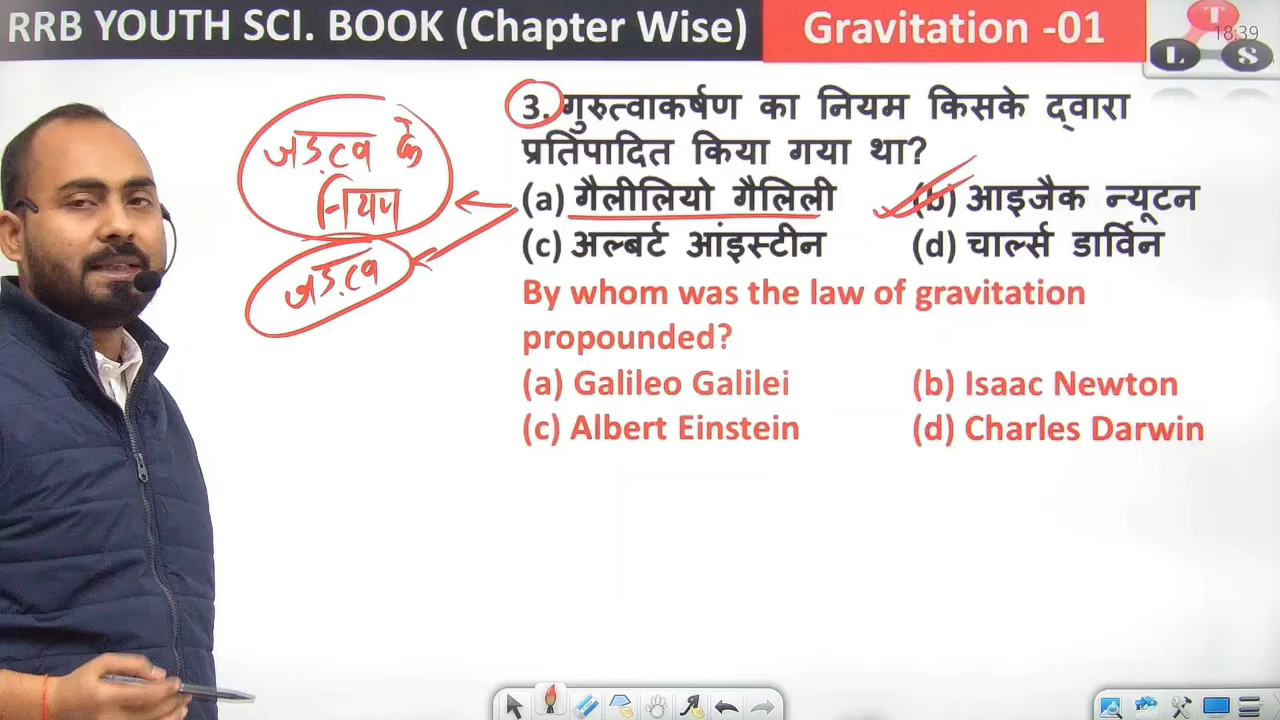 RRB YOUTH SCI. BOOK (Chapter Wise)
Gravitation -01
T
18:39
L S
3. गुरुत्वाकर्षण का नियम किसके द्वारा
प्रतिपादित किया गया था?
(a) गैलीलियो गैलिली (b) आइजैक न्यूटन
(c) अल्बर्ट आंइस्टीन (d) चार्ल्स डार्विन
By whom was the law of gravitation
propounded?
(a) Galileo Galilei (b) Isaac Newton
(c) Albert Einstein (d) Charles Darwin
जड़त्व के
नियम
जड़त्व